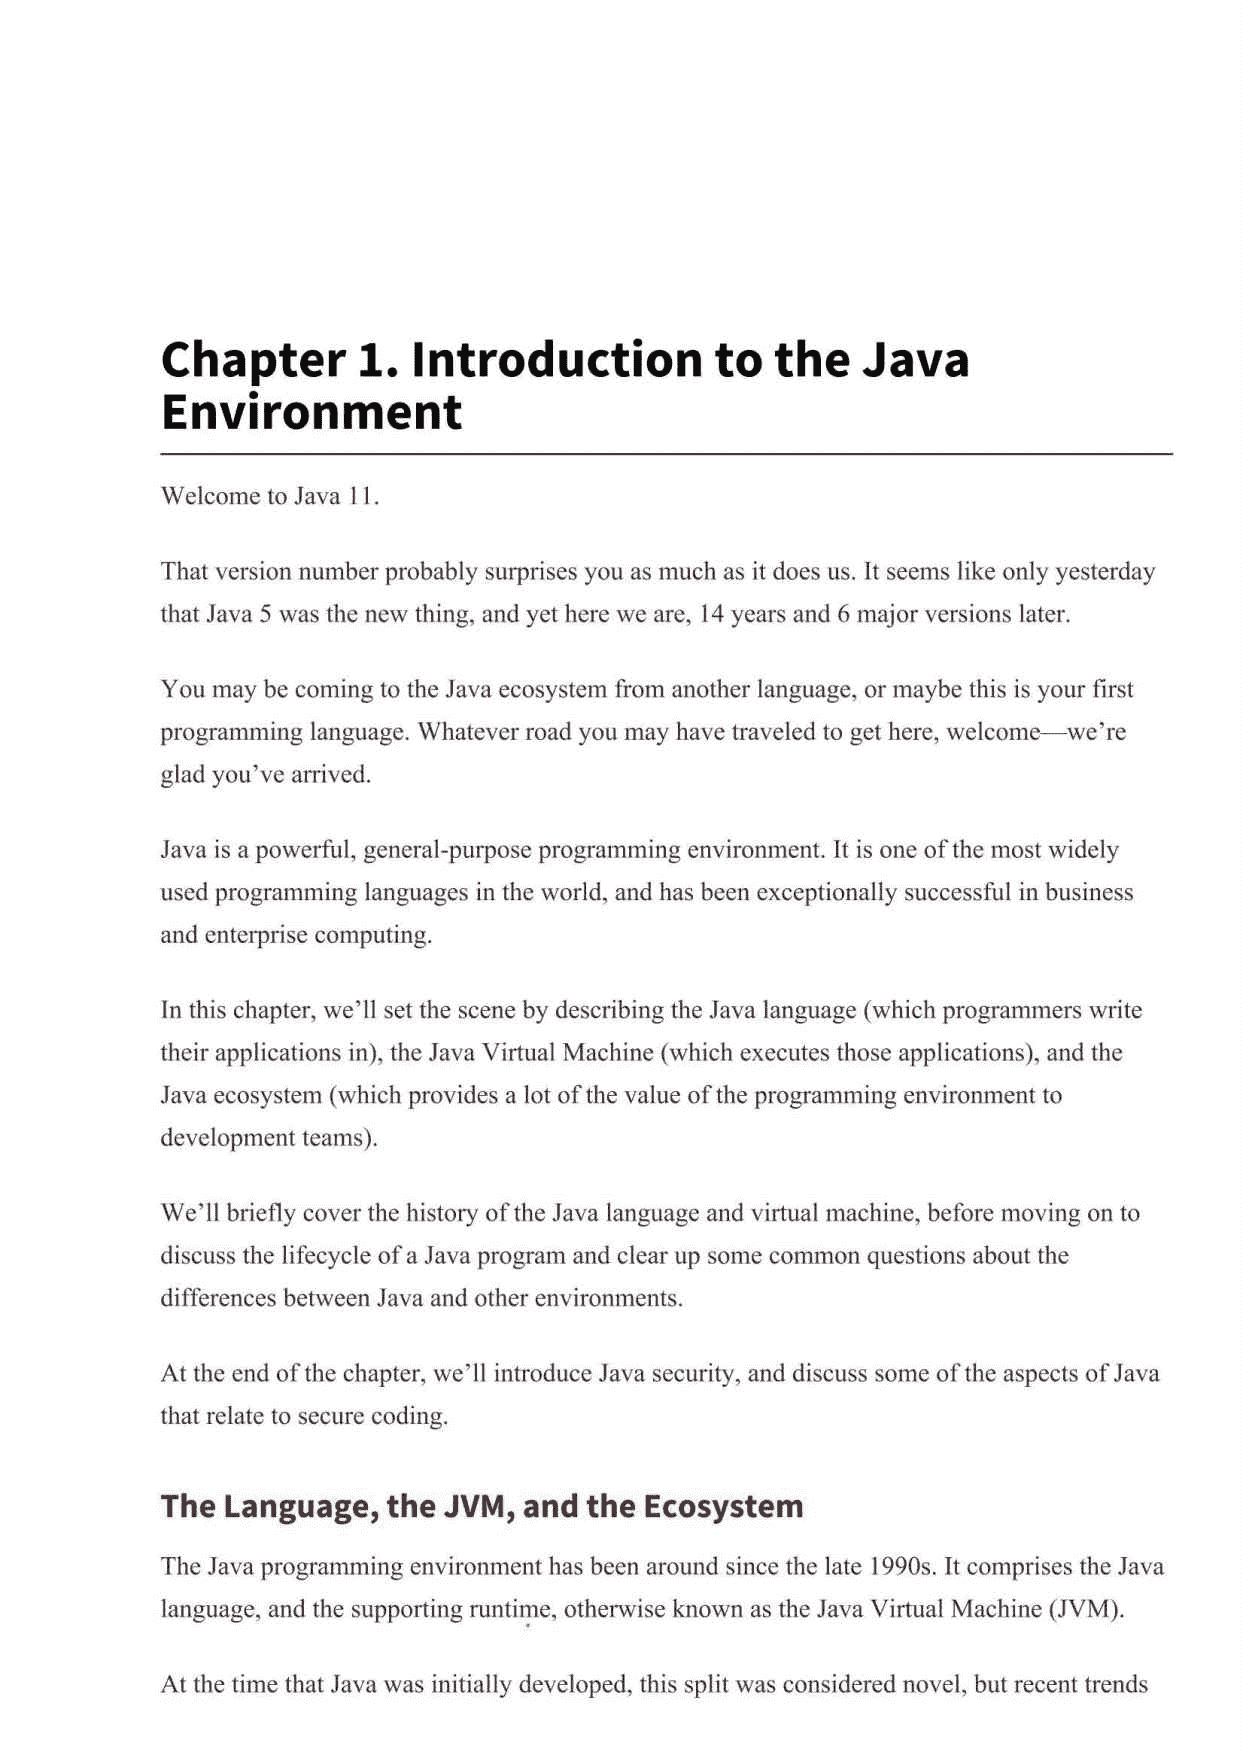 Chapter 1. Introduction to the Java
Environment
Welcome to Java 11.
That version number probably surprises you as much as it does us. It seems like only yesterday
that Java 5 was the new thing, and yet here we are, 14 years and 6 major versions later.
You may be coming to the Java ecosystem from another language, or maybe this is your first
programming language. Whatever road you may have traveled to get here, welcome—we’re
glad you’ve arrived.
Java is a powerful, general-purpose programming environment. It is one of the most widely
used programming languages in the world, and has been exceptionally successful in business
and enterprise computing.
In this chapter, we’ll set the scene by describing the Java language (which programmers write
their applications in), the Java Virtual Machine (which executes those applications), and the
Java ecosystem (which provides a lot of the value of the programming environment to
development teams).
We’ll briefly cover the history of the Java language and virtual machine, before moving on to
discuss the lifecycle of a Java program and clear up some common questions about the
differences between Java and other environments.
At the end of the chapter, we’ll introduce Java security, and discuss some of the aspects of Java
that relate to secure coding.
The Language, the JVM, and the Ecosystem
The Java programming environment has been around since the late 1990s. It comprises the Java
language, and the supporting runtime, otherwise known as the Java Virtual Machine (JVM).
At the time that Java was initially developed, this split was considered novel, but recent trends